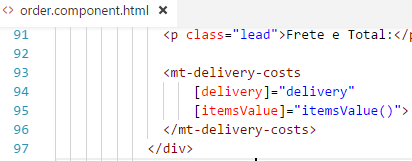 <> order.component.html
91 <p class="lead">Frete e Total:</p
92
93 <mt-delivery-costs
94 [delivery]="delivery"
95 [itemsValue]="itemsValue()">
96 </mt-delivery-costs>
97 </div>